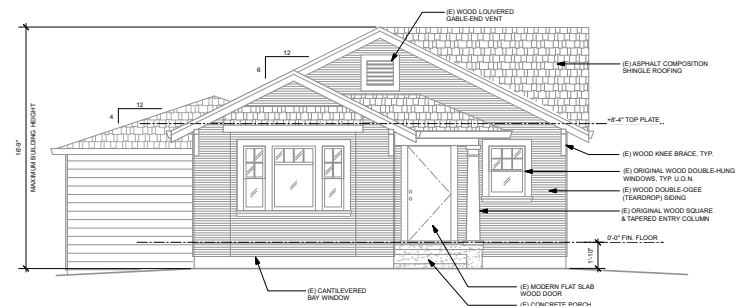 (E) WOOD LOUVERED
GABLE-END VENT
12
6
(E) ASPHALT COMPOSITION
SHINGLE ROOFING
12
4
+8'-4" TOP PLATE
16'-9"
MAXIMUM BUILDING HEIGHT
(E) WOOD KNEE BRACE, TYP.
(E) ORIGINAL WOOD DOUBLE-HUNG
WINDOWS, TYP. U.O.N.
(E) WOOD DOUBLE-OGEE
(TEARDROP) SIDING
(E) ORIGINAL WOOD SQUARE
& TAPERED ENTRY COLUMN
0'-0" FIN. FLOOR
1'-10"
(E) CANTILEVERED
BAY WINDOW
(E) MODERN FLAT SLAB
WOOD DOOR
(E) CONCRETE PORCH